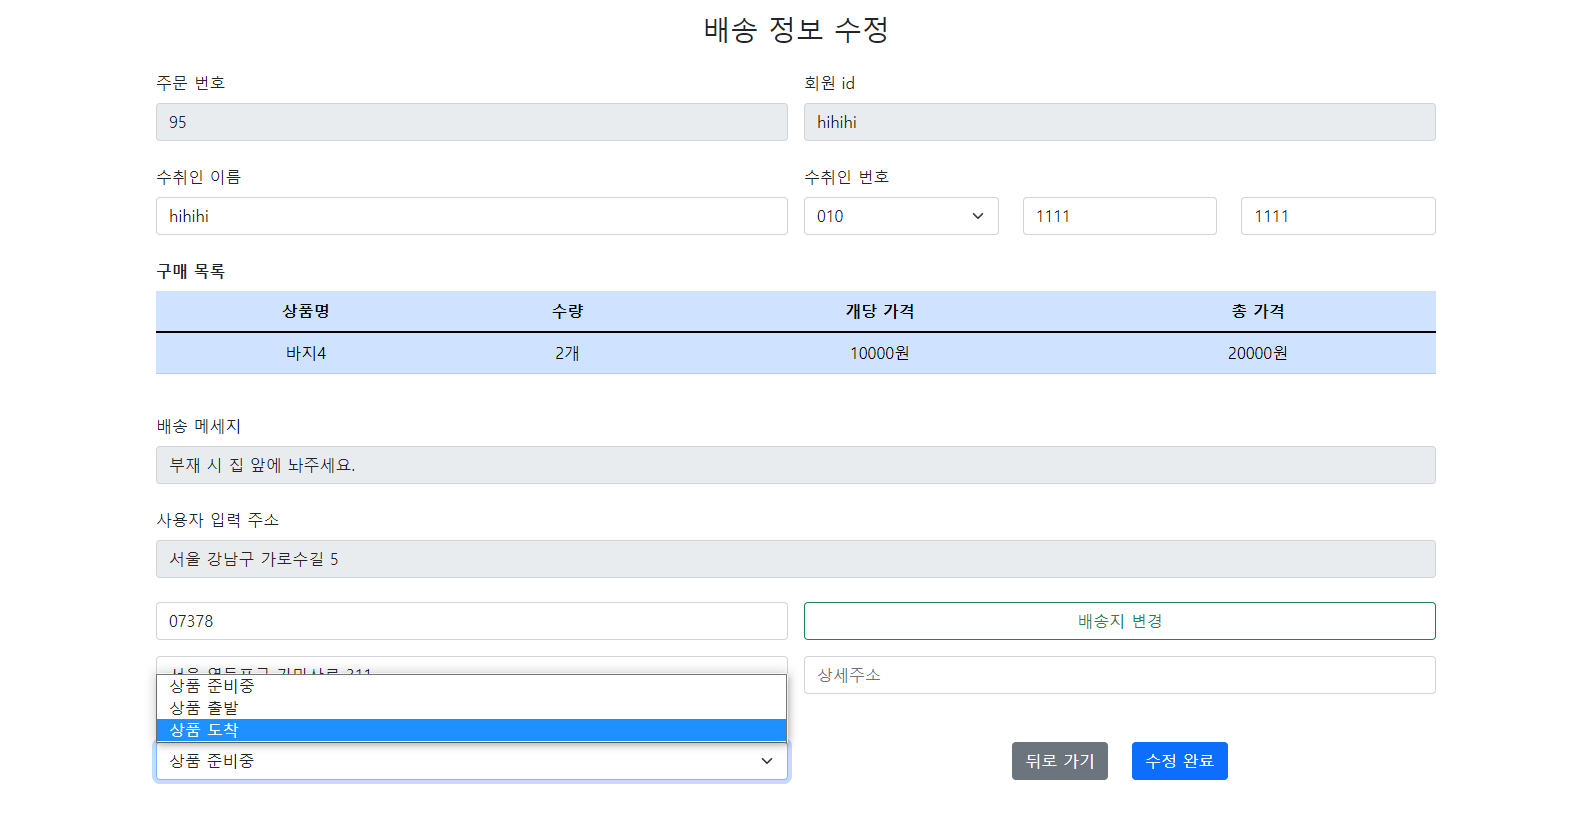 배송 정보 수정
주문 번호 회원 id
95 hihihi
수취인 이름 수취인 번호
hihihi 010 1111 1111
구매 목록
상품명 수량 개당 가격 총 가격
바지4 2개 10000원 20000원
배송 메세지
부재 시 집 앞에 놔주세요.
사용자 입력 주소
서울 강남구 가로수길 5
07378 배송지 변경
서울 311 상세주소
상품 준비중
상품 출발
상품 도착
상품 준비중 뒤로 가기 수정 완료